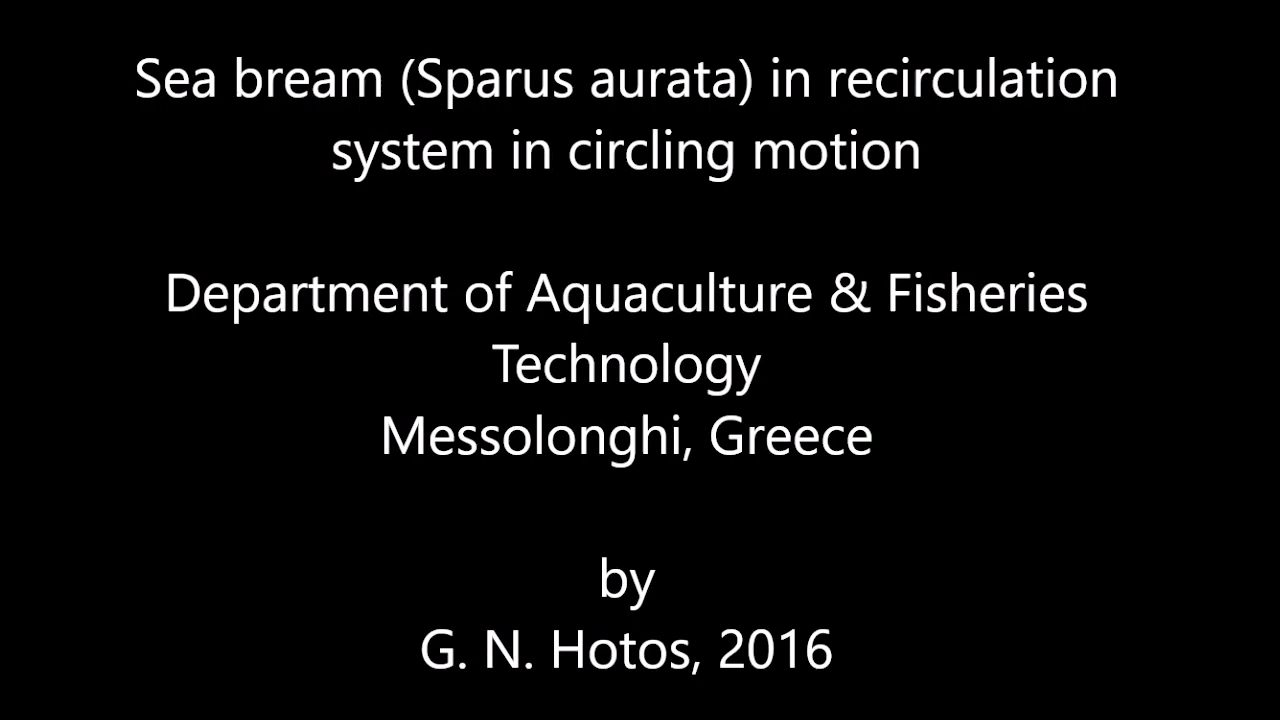 Sea bream (Sparus aurata) in recirculation
system in circling motion
Department of Aquaculture & Fisheries
Technology
Messolonghi, Greece
by
G. N. Hotos, 2016